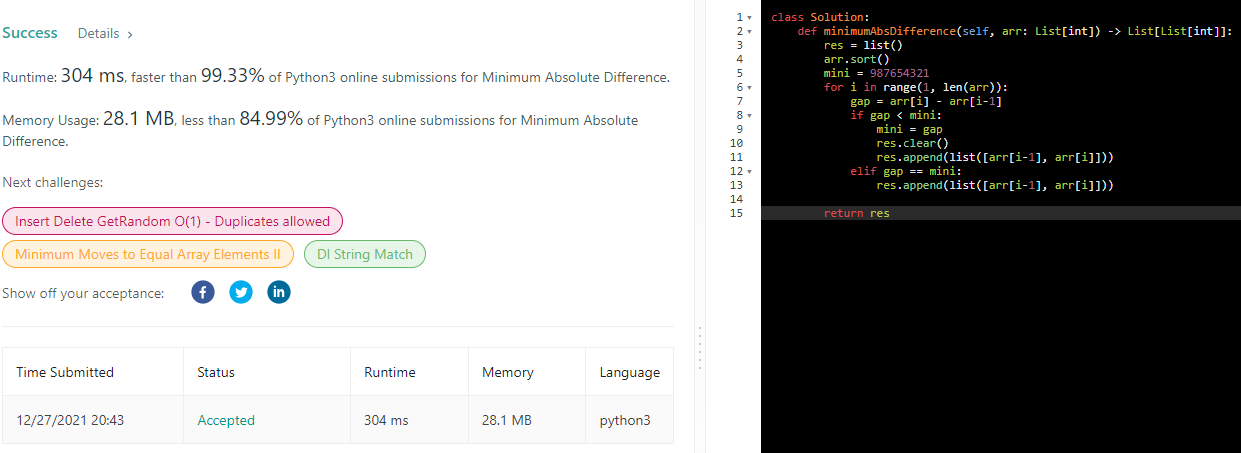 Success Details >
Runtime: 304 ms, faster than 99.33% of Python3 online submissions for Minimum Absolute Difference.
Memory Usage: 28.1 MB, less than 84.99% of Python3 online submissions for Minimum Absolute
Difference.
Next challenges:
Insert Delete GetRandom O(1) - Duplicates allowed
Minimum Moves to Equal Array Elements II DI String Match
Show off your acceptance: f in
Time Submitted Status Runtime Memory Language
12/27/2021 20:43 Accepted 304 ms 28.1 MB python3
1 class Solution:
2     def minimumAbsDifference(self, arr: List[int]) -> List[List[int]]:
3         res = list()
4         arr.sort()
5         mini = 987654321
6         for i in range(1, len(arr)):
7             gap = arr[i] - arr[i-1]
8             if gap < mini:
9                 mini = gap
10                 res.clear()
11                 res.append(list([arr[i-1], arr[i]]))
12             elif gap == mini:
13                 res.append(list([arr[i-1], arr[i]]))
14
15         return res